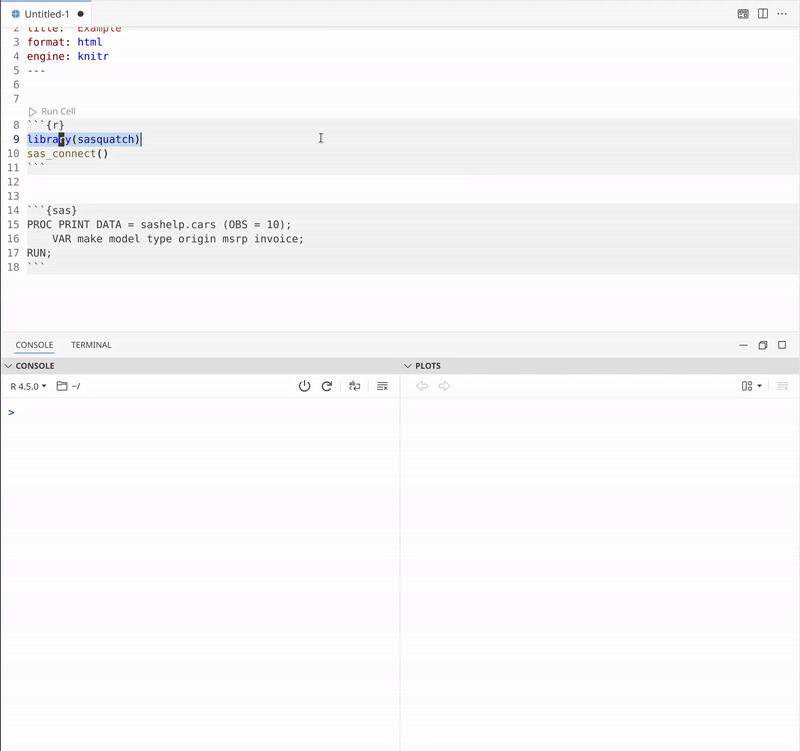 Untitled-1
2 title: "Example
3 format: html
4 engine: knitr
5 ---
6
7
Run Cell
8 ```{r}
9 library(sasquatch)
10 sas_connect()
11 ```
12
13
14 ```{sas}
15 PROC PRINT DATA = sashelp.cars (OBS = 10);
16 VAR make model type origin msrp invoice;
17 RUN;
18 ```
CONSOLE TERMINAL
CONSOLE
PLOTS
R 4.5.0 ~/
>